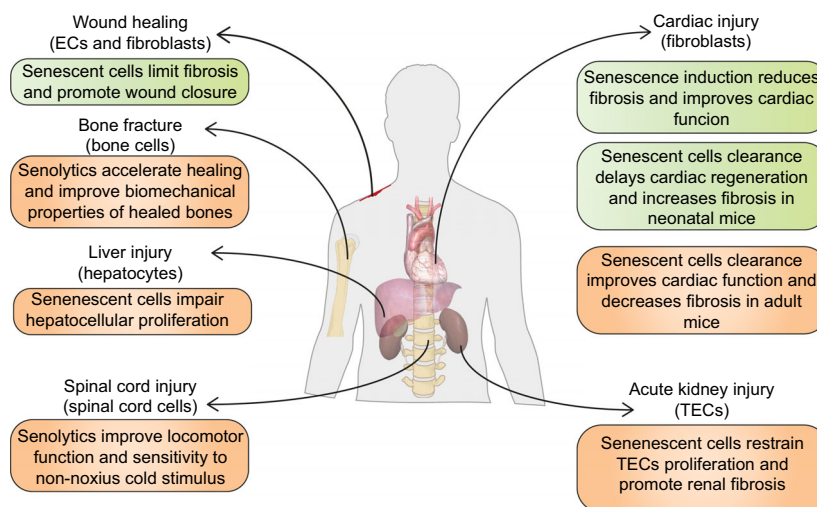 Wound healing
(ECs and fibroblasts)
Senescent cells limit fibrosis
and promote wound closure
Bone fracture
(bone cells)
Senolytics accelerate healing
and improve biomechanical
properties of healed bones
Liver injury
(hepatocytes)
Senenescent cells impair
hepatocellular proliferation
Spinal cord injury
(spinal cord cells)
Senolytics improve locomotor
function and sensitivity to
non-noxius cold stimulus
Cardiac injury
(fibroblasts)
Senescence induction reduces
fibrosis and improves cardiac
funcion
Senescent cells clearance
delays cardiac regeneration
and increases fibrosis in
neonatal mice
Senescent cells clearance
improves cardiac function and
decreases fibrosis in adult
mice
Acute kidney injury
(TECs)
Senenescent cells restrain
TECs proliferation and
promote renal fibrosis